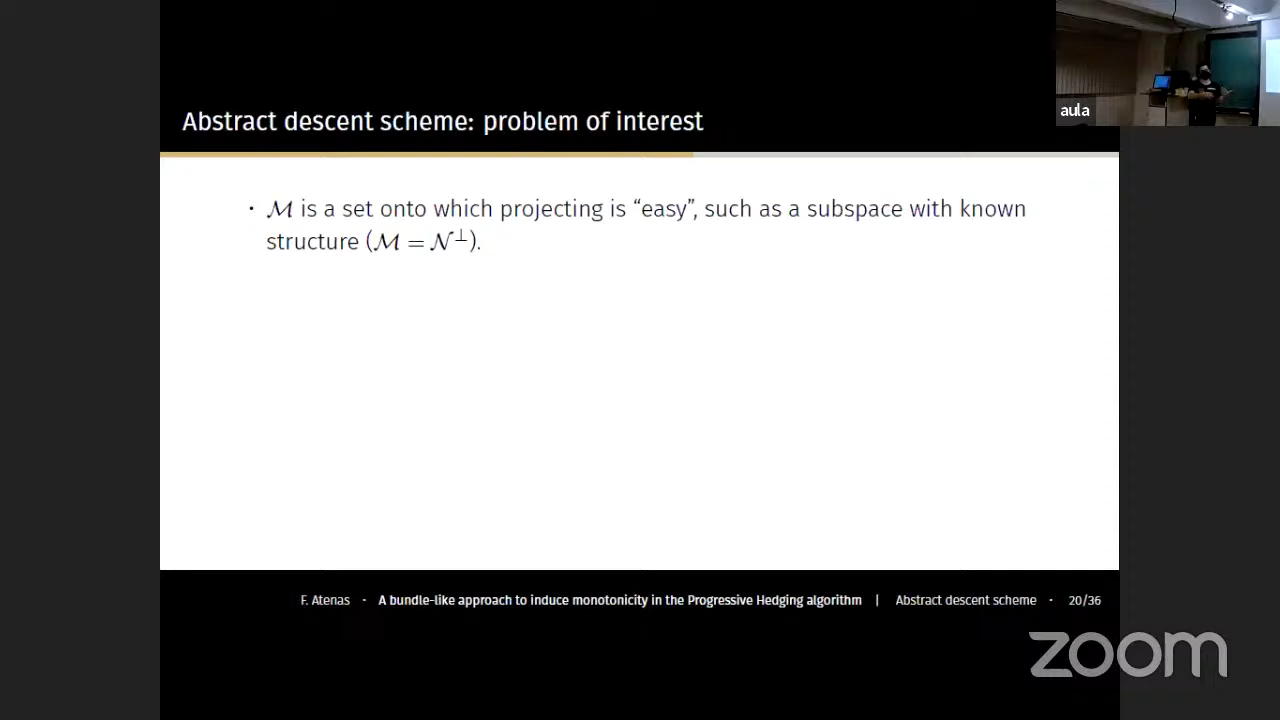 aula
Abstract descent scheme: problem of interest
· ℳ is a set onto which projecting is “easy”, such as a subspace with known
structure (ℳ = 𝒩⊥).
F. Atenas · A bundle-like approach to induce monotonicity in the Progressive Hedging algorithm | Abstract descent scheme · 20/36
zoom